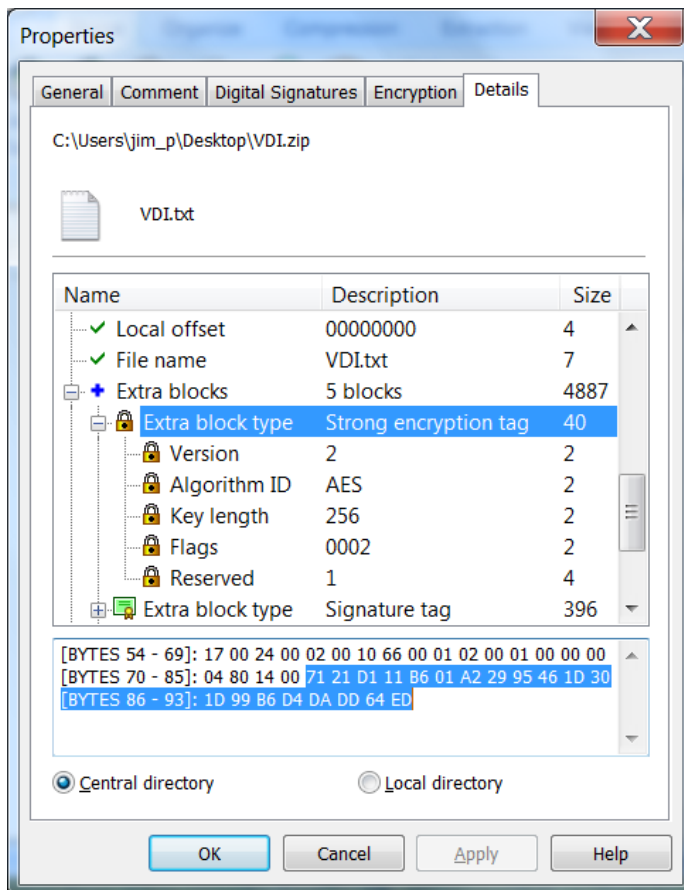 Properties
General Comment Digital Signatures Encryption Details
C:\Users\jim_p\Desktop\VDI.zip
VDI.txt
Name Description Size
Local offset 00000000 4
File name VDI.txt 7
Extra blocks 5 blocks 4887
Extra block type Strong encryption tag 40
Version 2 2
Algorithm ID AES 2
Key length 256 2
Flags 0002 2
Reserved 1 4
Extra block type Signature tag 396
[BYTES 54 - 69]: 17 00 24 00 02 00 10 66 00 01 02 00 01 00 00 00
[BYTES 70 - 85]: 04 80 14 00 71 21 D1 11 B6 01 A2 29 95 46 1D 30
[BYTES 86 - 93]: 1D 99 B6 D4 DA DD 64 ED
Central directory Local directory
OK Cancel Apply Help